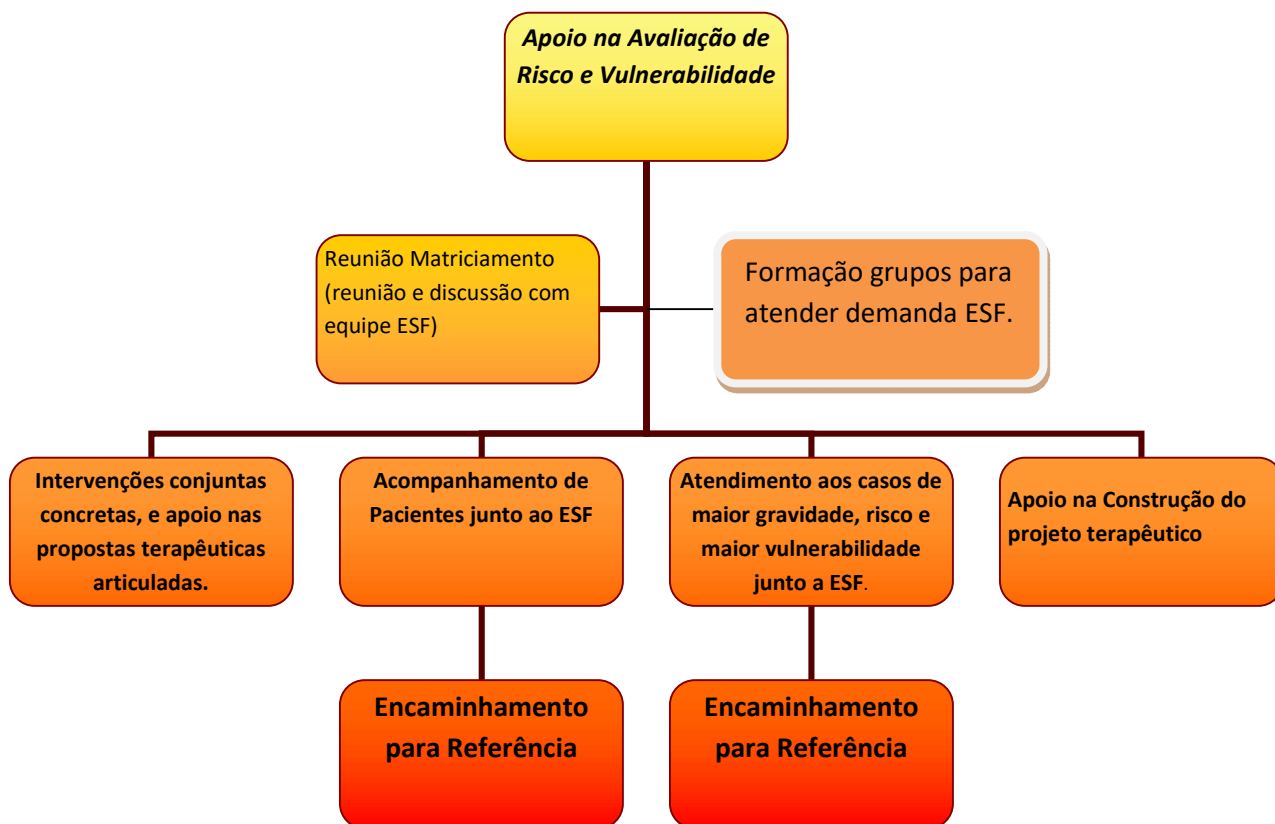 Apoio na Avaliação de
Risco e Vulnerabilidade
Reunião Matriciamento
(reunião e discussão com
equipe ESF)
Formação grupos para
atender demanda ESF.
Intervenções conjuntas
concretas, e apoio nas
propostas terapêuticas
articuladas.
Acompanhamento de
Pacientes junto ao ESF
Atendimento aos casos de
maior gravidade, risco e
maior vulnerabilidade
junto a ESF.
Apoio na Construção do
projeto terapêutico
Encaminhamento
para Referência
Encaminhamento
para Referência